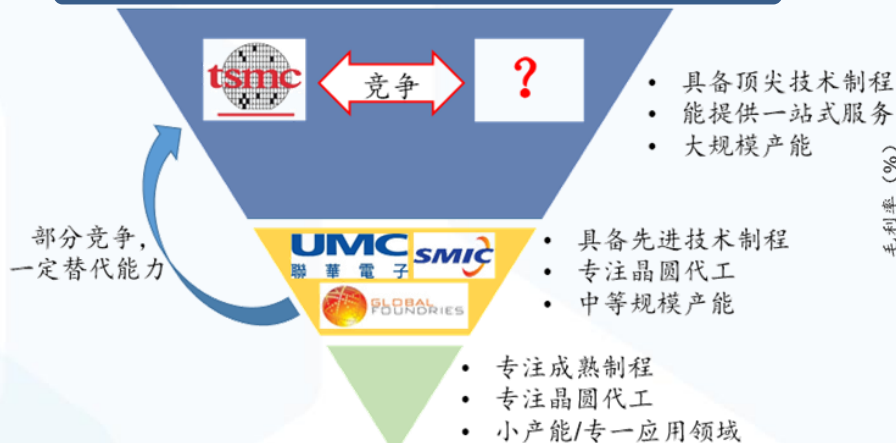 tsmc
竞争
?
• 具备顶尖技术制程
• 能提供一站式服务
• 大规模产能
毛利率（%）
部分竞争，
一定替代能力
UMC
聯華電子
SMIC
GLOBAL
FOUNDRIES
• 具备先进技术制程
• 专注晶圆代工
• 中等规模产能
• 专注成熟制程
• 专注晶圆代工
• 小产能/专一应用领域